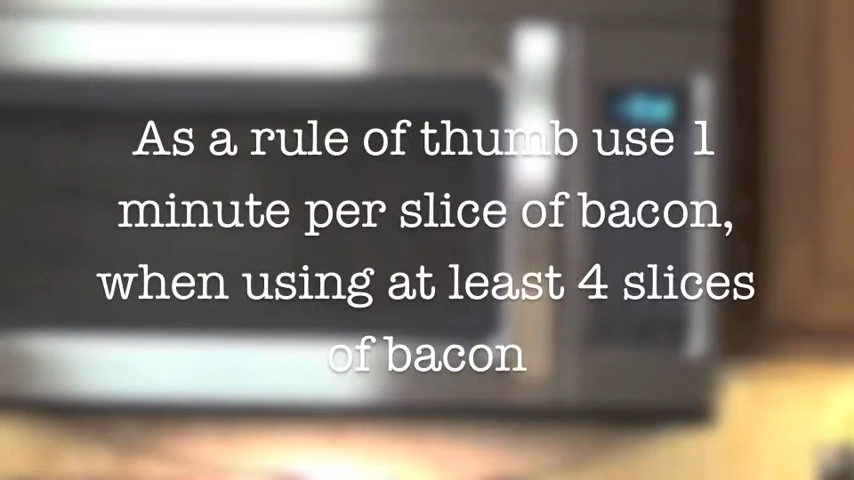 As a rule of thumb use 1
minute per slice of bacon,
when using at least 4 slices
of bacon